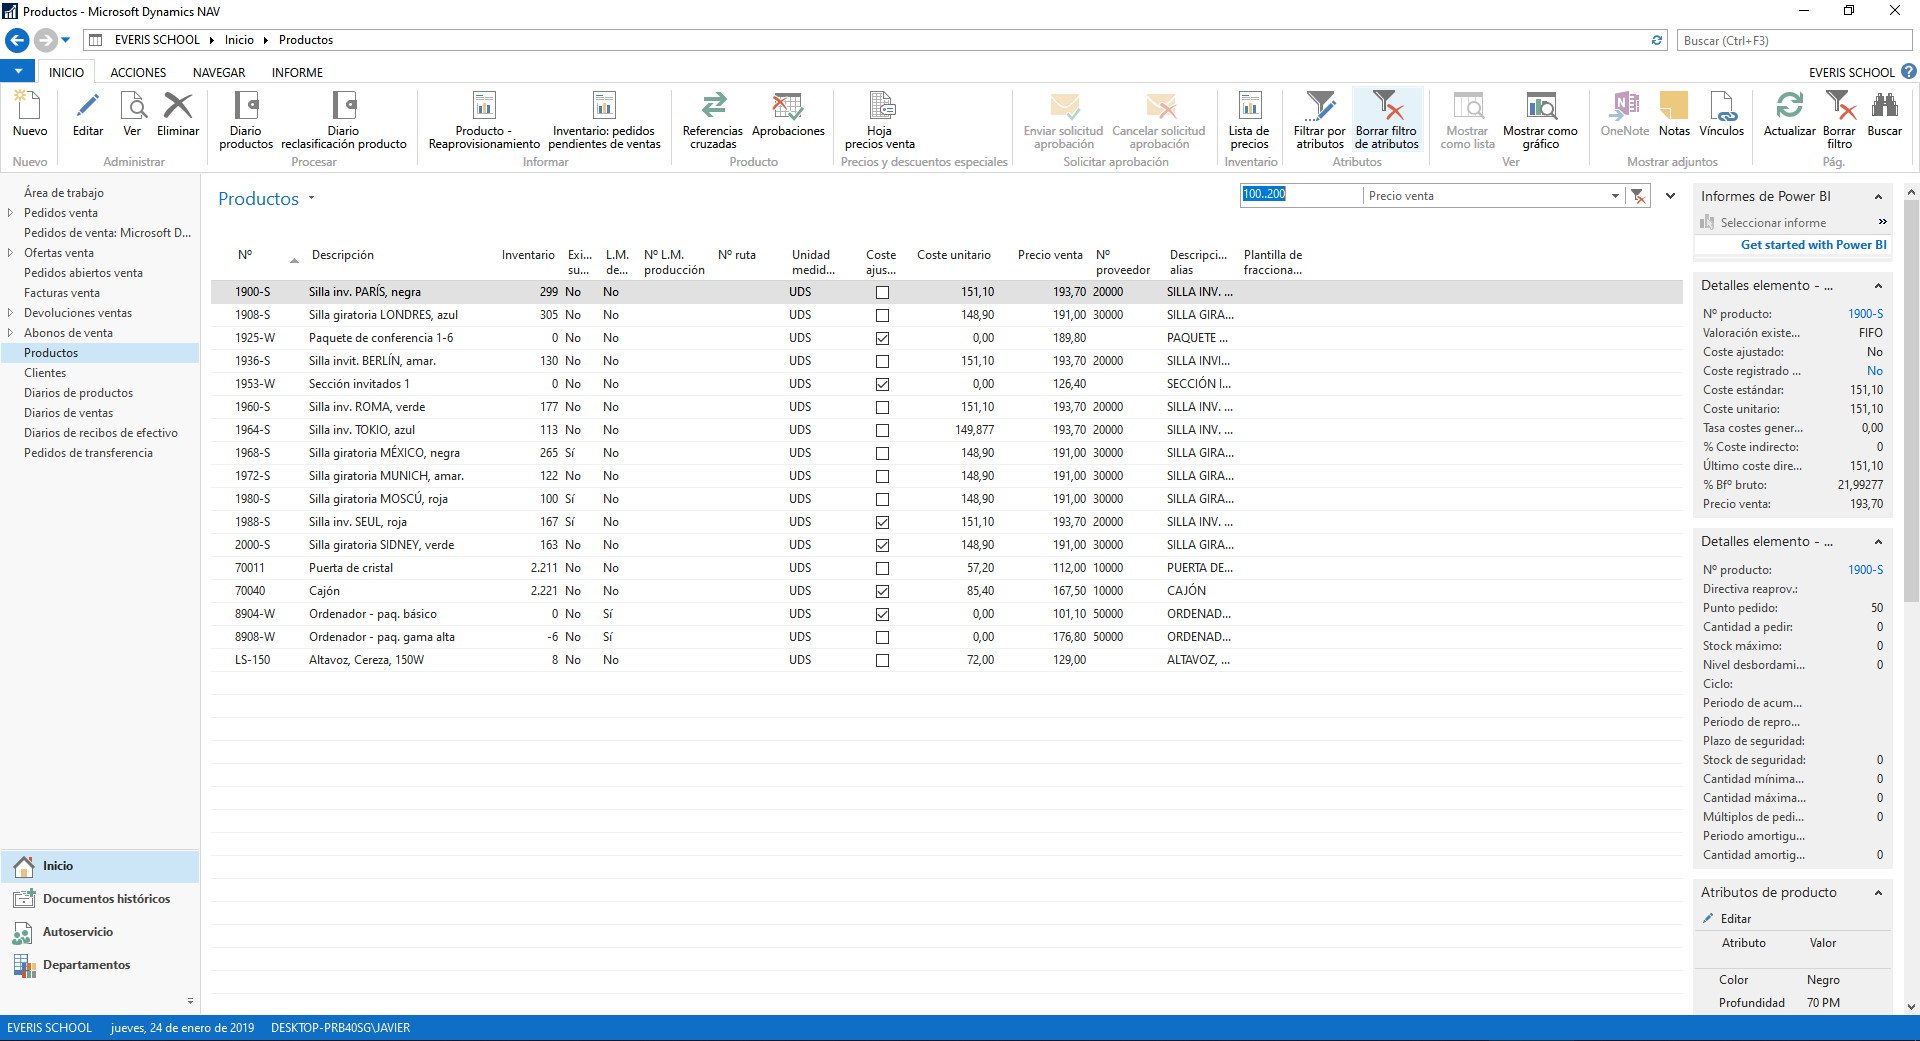 Productos - Microsoft Dynamics NAV
EVERIS SCHOOL Inicio Productos
Buscar (Ctrl+F3)
INICIO ACCIONES NAVEGAR INFORME
EVERIS SCHOOL
Nuevo
Editar
Ver
Eliminar
Diario productos
Diario reclasificación producto
Producto - Reaprovisionamiento
Inventario: pedidos pendientes de ventas
Referencias cruzadas
Aprobaciones
Hoja precios venta
Enviar solicitud aprobación
Cancelar solicitud aprobación
Lista de precios
Filtrar por atributos
Borrar filtro de atributos
Mostrar como lista
Mostrar como gráfico
OneNote
Notas
Vínculos
Actualizar
Borrar filtro
Buscar
Nuevo Administrar Procesar Informar Producto Precios y descuentos especiales Solicitar aprobación Inventario Atributos Ver Mostrar adjuntos Pág.
Área de trabajo
Pedidos venta
Pedidos de venta: Microsoft D...
Ofertas venta
Pedidos abiertos venta
Facturas venta
Devoluciones ventas
Abonos de venta
Productos
Clientes
Diarios de productos
Diarios de ventas
Diarios de recibos de efectivo
Pedidos de transferencia
Inicio
Documentos históricos
Autoservicio
Departamentos
Productos
100..200 Precio venta
Nº Descripción Inventario Exi... su... L.M. de... Nº L.M. producción Nº ruta Unidad medid... Coste ajus... Coste unitario Precio venta Nº proveedor Descripci... alias Plantilla de fracciona...
1900-S Silla inv. PARÍS, negra 299 No No UDS 151,10 193,70 20000 SILLA INV. ...
1908-S Silla giratoria LONDRES, azul 305 No No UDS 148,90 191,00 30000 SILLA GIRA...
1925-W Paquete de conferencia 1-6 0 No No UDS 0,00 189,80 PAQUETE ...
1936-S Silla invit. BERLÍN, amar. 130 No No UDS 151,10 193,70 20000 SILLA INVI...
1953-W Sección invitados 1 0 No No UDS 0,00 126,40 SECCIÓN I...
1960-S Silla inv. ROMA, verde 177 No No UDS 151,10 193,70 20000 SILLA INV. ...
1964-S Silla inv. TOKIO, azul 113 No No UDS 149,877 193,70 20000 SILLA INV. ...
1968-S Silla giratoria MÉXICO, negra 265 Sí No UDS 148,90 191,00 30000 SILLA GIRA...
1972-S Silla giratoria MUNICH, amar. 122 No No UDS 148,90 191,00 30000 SILLA GIRA...
1980-S Silla giratoria MOSCÚ, roja 100 Sí No UDS 148,90 191,00 30000 SILLA GIRA...
1988-S Silla inv. SEUL, roja 167 Sí No UDS 151,10 193,70 20000 SILLA INV. ...
2000-S Silla giratoria SIDNEY, verde 163 No No UDS 148,90 191,00 30000 SILLA GIRA...
70011 Puerta de cristal 2.211 No No UDS 57,20 112,00 10000 PUERTA DE...
70040 Cajón 2.221 No No UDS 85,40 167,50 10000 CAJÓN
8904-W Ordenador - paq. básico 0 No Sí UDS 0,00 101,10 50000 ORDENAD...
8908-W Ordenador - paq. gama alta -6 No Sí UDS 0,00 176,80 50000 ORDENAD...
LS-150 Altavoz, Cereza, 150W 8 No No UDS 72,00 129,00 ALTAVOZ, ...
Informes de Power BI
Seleccionar informe
Get started with Power BI
Detalles elemento - ...
Nº producto: 1900-S
Valoración existe... FIFO
Coste ajustado: No
Coste registrado ... No
Coste estándar: 151,10
Coste unitario: 151,10
Tasa costes gener... 0,00
% Coste indirecto: 0
Último coste dire... 151,10
% Bfº bruto: 21,99277
Precio venta: 193,70
Detalles elemento - ...
Nº producto: 1900-S
Directiva reaprov.:
Punto pedido: 50
Cantidad a pedir: 0
Stock máximo: 0
Nivel desbordami... 0
Ciclo:
Periodo de acum...
Periodo de repro...
Plazo de seguridad:
Stock de seguridad: 0
Cantidad mínima... 0
Cantidad máxima... 0
Múltiplos de pedi... 0
Periodo amortigu...
Cantidad amortig... 0
Atributos de producto
Editar
Atributo Valor
Color Negro
Profundidad 70 PM
EVERIS SCHOOL jueves, 24 de enero de 2019 DESKTOP-PRB40SG\JAVIER